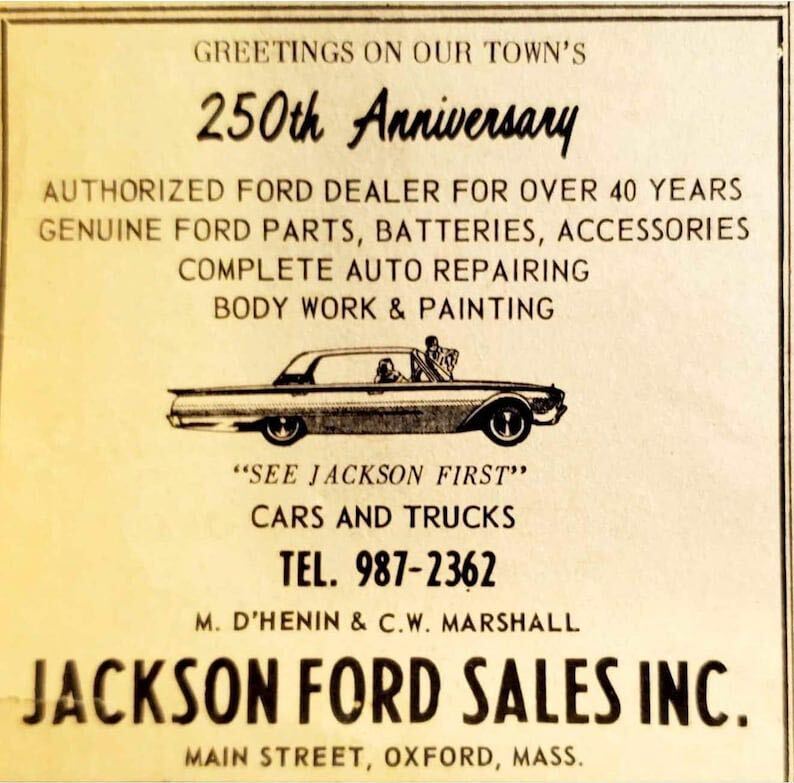 GREETINGS ON OUR TOWN'S
250th Anniversary
AUTHORIZED FORD DEALER FOR OVER 40 YEARS
GENUINE FORD PARTS, BATTERIES, ACCESSORIES
COMPLETE AUTO REPAIRING
BODY WORK & PAINTING
"SEE JACKSON FIRST"
CARS AND TRUCKS
TEL. 987-2362
M. D'HENIN & C.W. MARSHALL
JACKSON FORD SALES INC.
MAIN STREET, OXFORD, MASS.